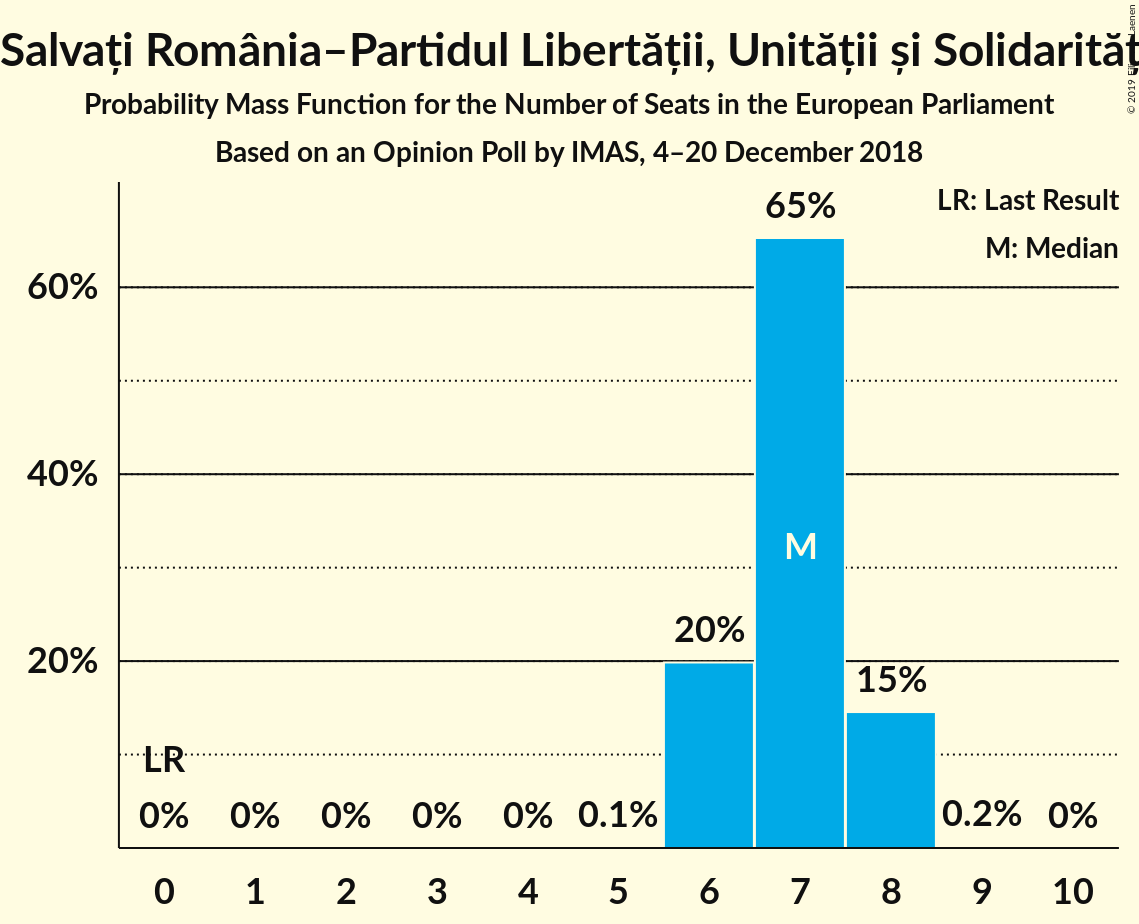 Salvați România–Partidul Libertății, Unității și Solidarităț
Probability Mass Function for the Number of Seats in the European Parliament
Based on an Opinion Poll by IMAS, 4–20 December 2018
© 2019 Laenen
LR: Last Result
M: Median
65%
60%
40%
M
20%
20%
15%
LR
0% 0% 0% 0% 0% 0.1% 0.2% 0%
0 1 2 3 4 5 6 7 8 9 10